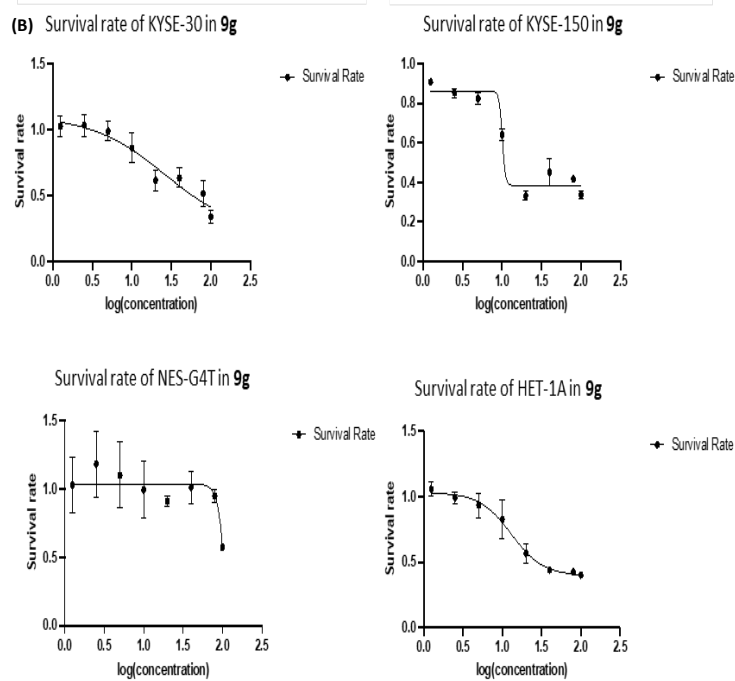 (B) Survival rate of KYSE-30 in 9g
Survival Rate
Survival rate
1.5
1.0
0.5
0.0
0.0 0.5 1.0 1.5 2.0 2.5
log(concentration)
Survival rate of KYSE-150 in 9g
Survival Rate
Survival rate
1.0
0.8
0.6
0.4
0.2
0.0
0.0 0.5 1.0 1.5 2.0 2.5
log(concentration)
Survival rate of NES-G4T in 9g
Survival Rate
Survival rate
1.5
1.0
0.5
0.0
0.0 0.5 1.0 1.5 2.0 2.5
log(concentration)
Survival rate of HET-1A in 9g
Survival Rate
Survival rate
1.5
1.0
0.5
0.0
0.0 0.5 1.0 1.5 2.0 2.5
log(concentration)